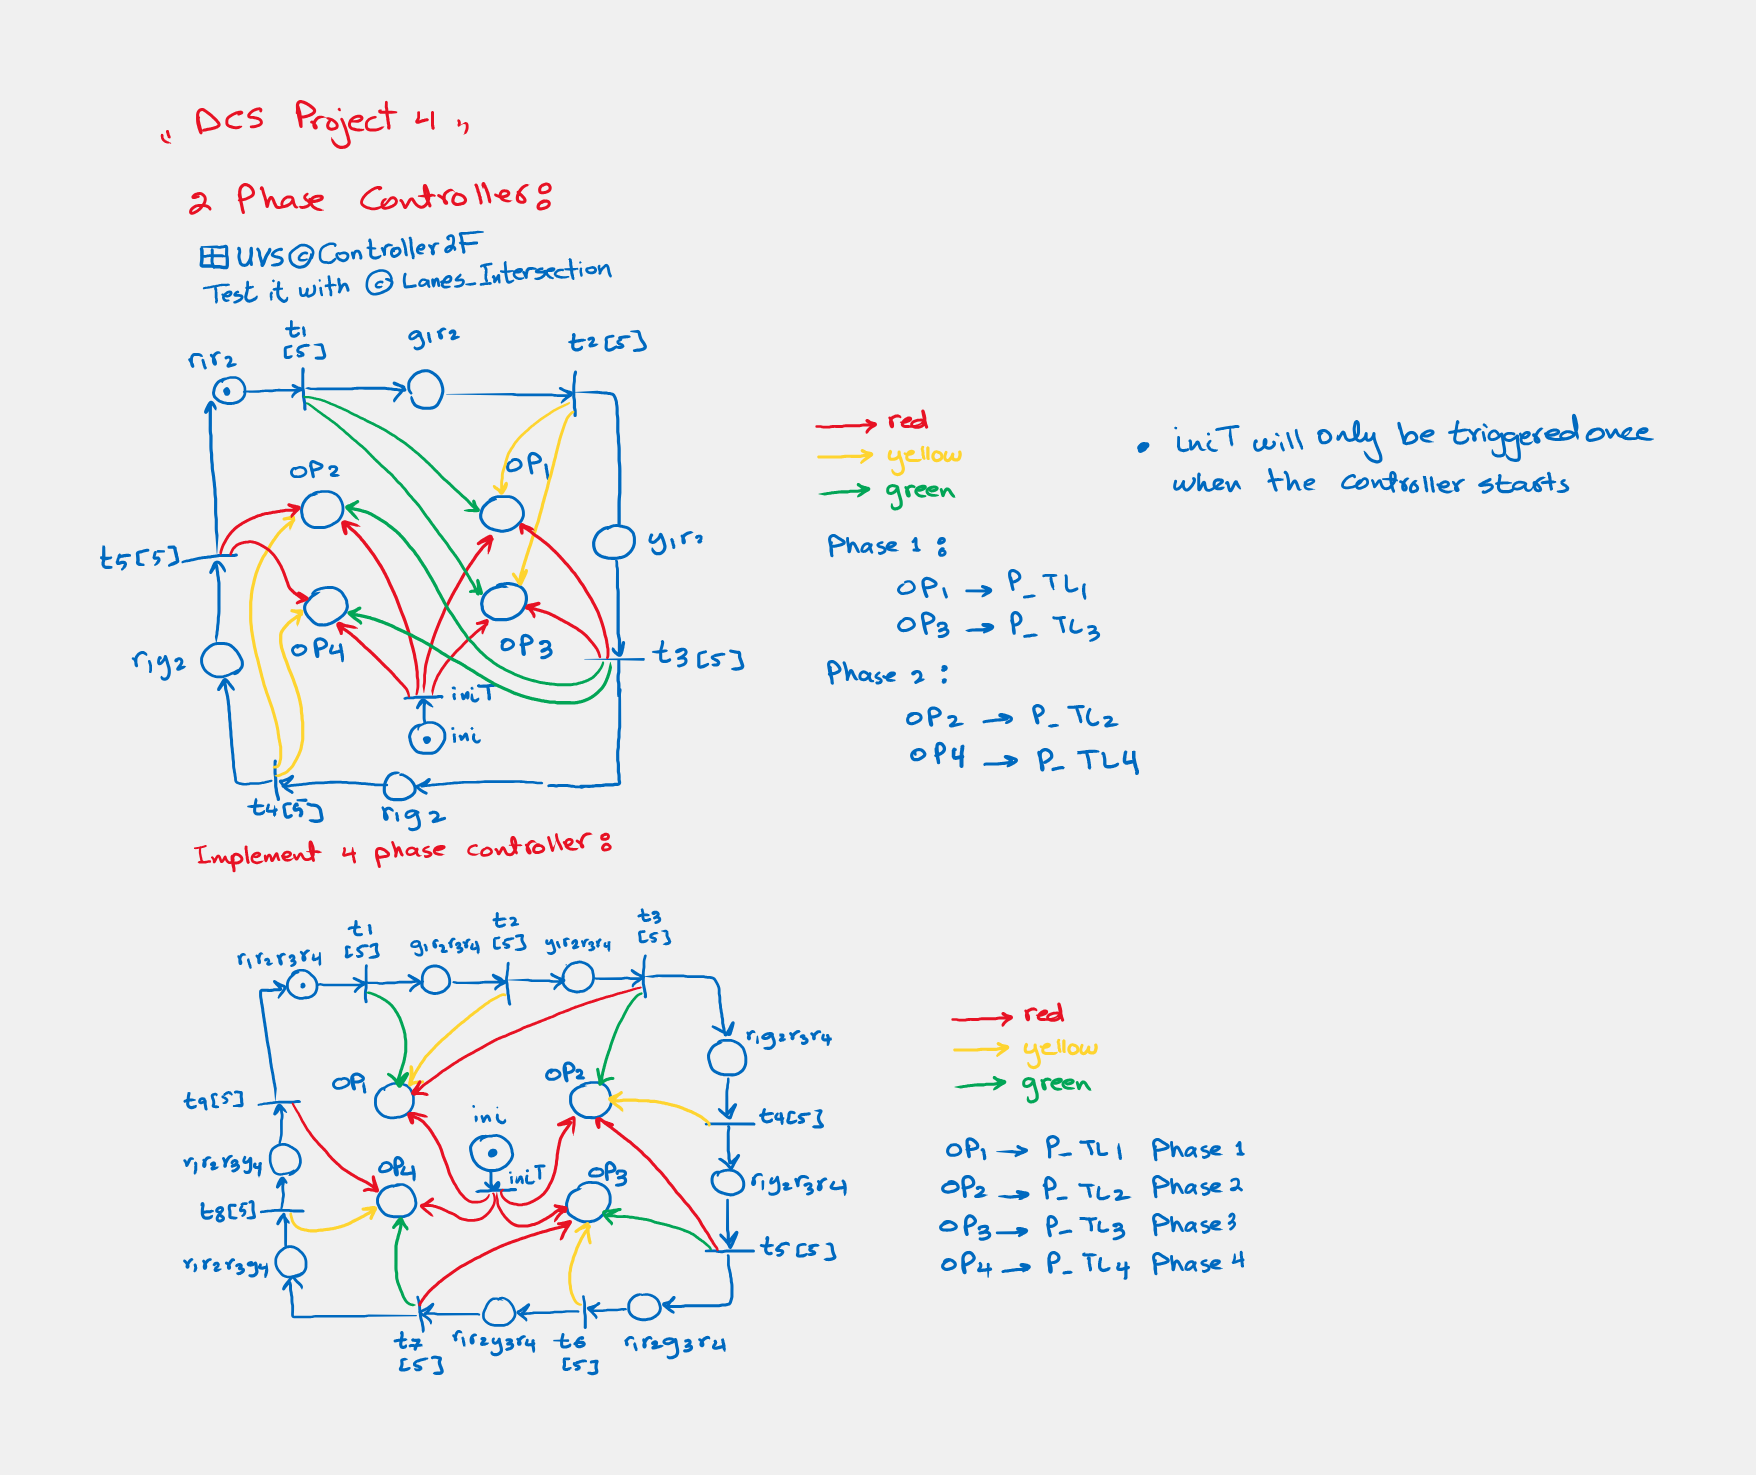 "DCS Project 4"
2 Phase Controller:
UVS © Controller2F
Test it with © Lanes_Intersection
t1
[5]
g1r2
t2[5]
r1r2
OP2
OP1
red
yellow
green
• iniT will only be triggered once
when the controller starts
t5[5]
y1r2
Phase 1:
OP1 → P_TL1
OP3 → P_TL3
r1y2
OP4
OP3
t3[5]
Phase 2:
iniT
ini
OP2 → P_TL2
OP4 → P_TL4
t4[5]
r1g2
Implement 4 phase controller:
t1
[5]
t2
[5]
t3
[5]
r1r2r3r4
g1r2r3r4
y1r2r3r4
red
yellow
green
r1g2r3r4
OP1
OP2
t9[5]
ini
t4[5]
OP1 → P_TL1 Phase 1
OP2 → P_TL2 Phase 2
OP3 → P_TL3 Phase 3
OP4 → P_TL4 Phase 4
r1r2r3y4
OP4
iniT
OP3
r1y2r3r4
t8[5]
t5[5]
r1r2r3g4
t7
[5]
r1r2y3r4
t6
[5]
r1r2g3r4